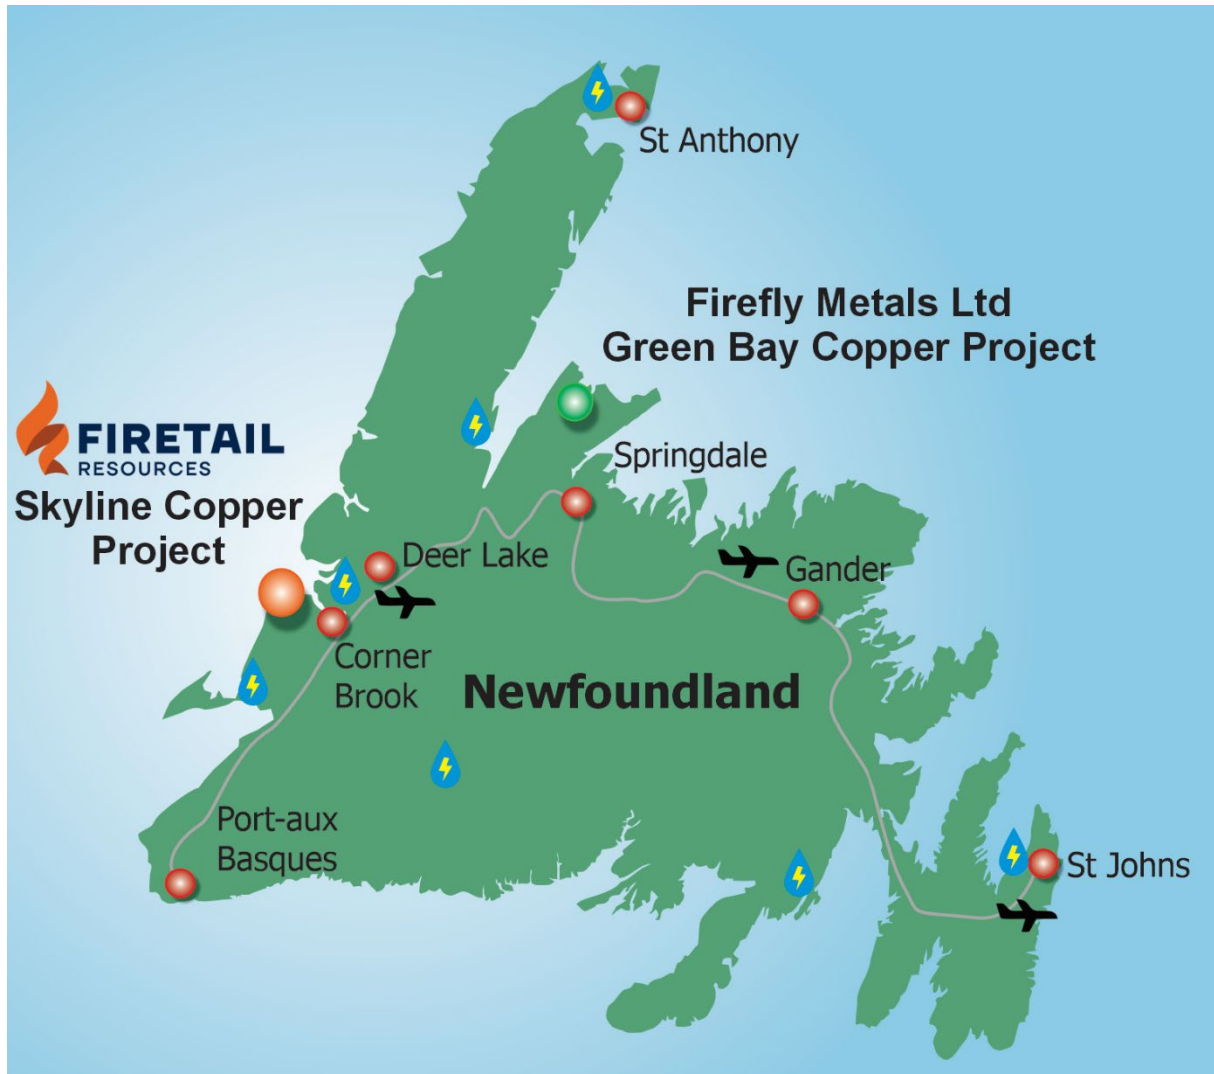 St Anthony
Firefly Metals Ltd
Green Bay Copper Project
FIRETAIL
RESOURCES
Skyline Copper
Project
Springdale
Deer Lake
Gander
Corner
Brook
Newfoundland
Port-aux
Basques
St Johns